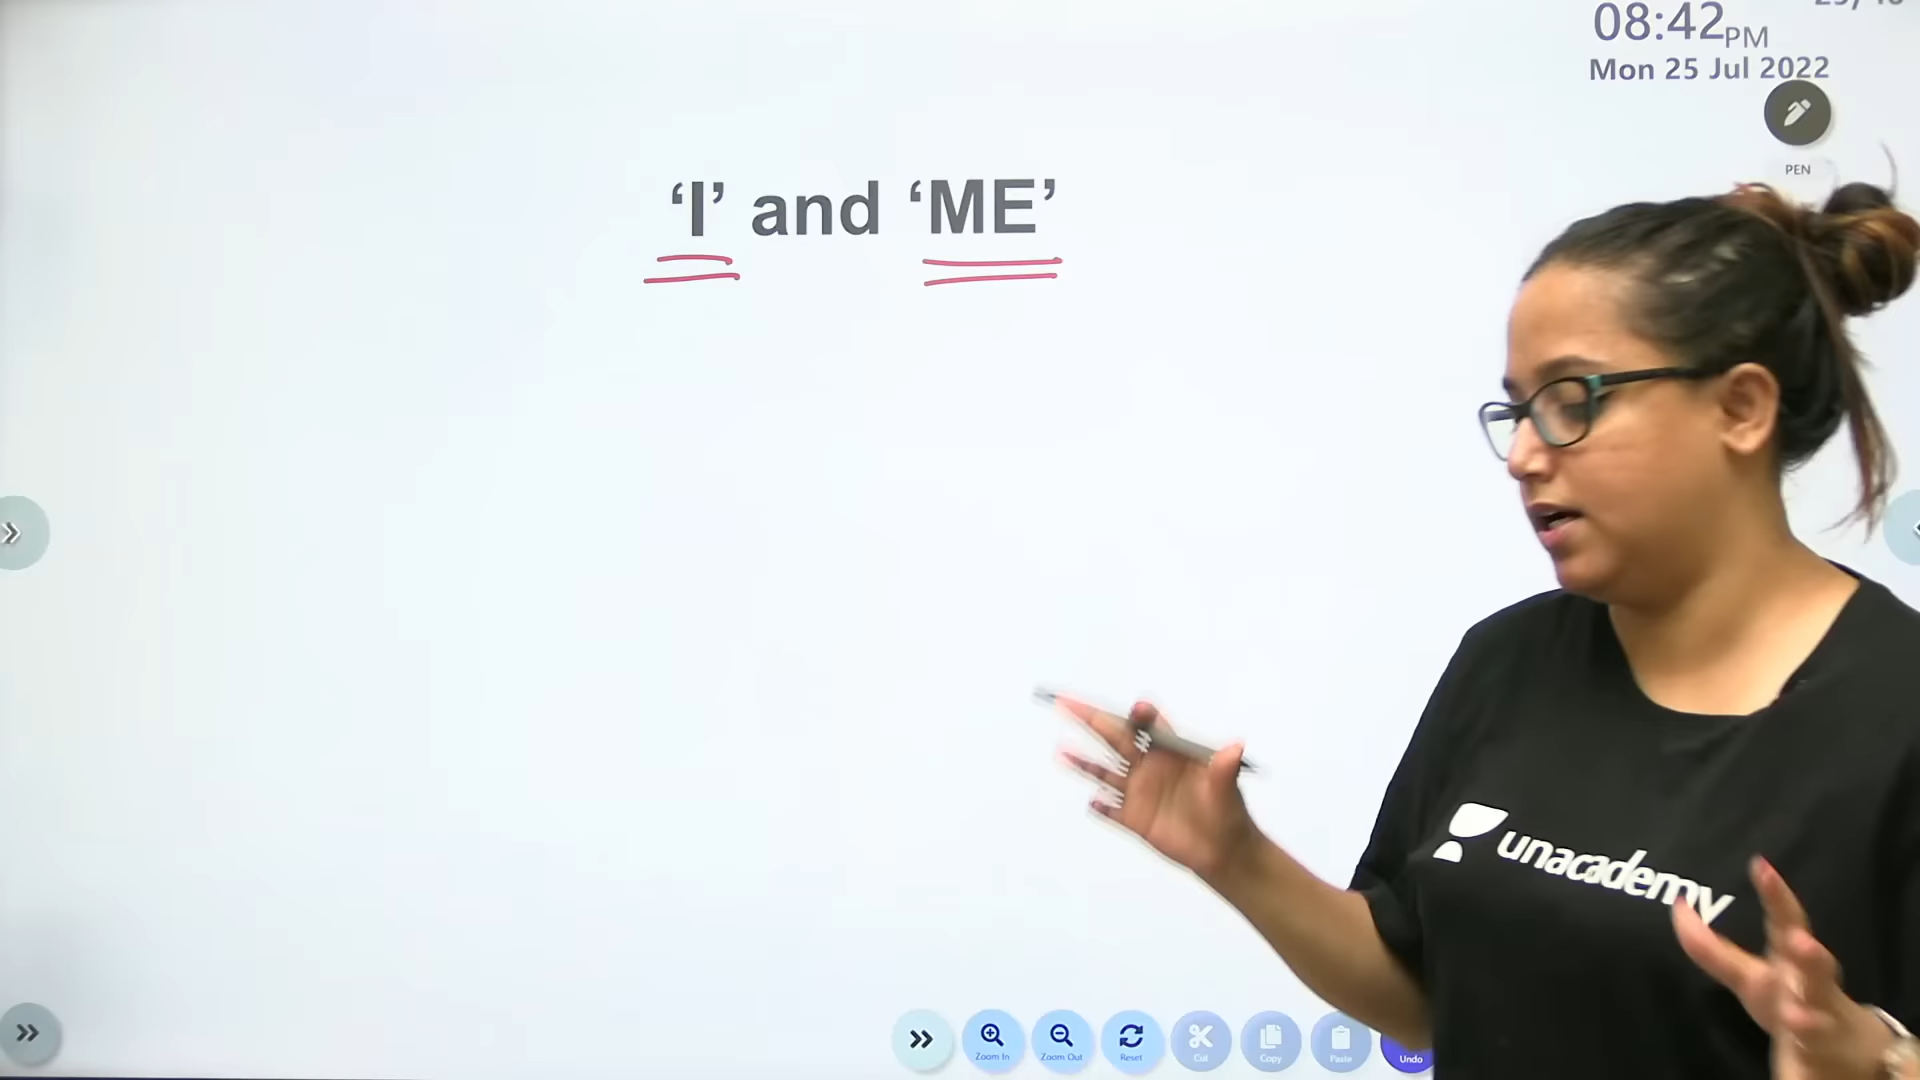 08:42PM
Mon 25 Jul 2022
PEN
‘I’ and ‘ME’
unacademy
Zoom In
Zoom Out
Reset
Cut
Copy
Paste
Undo